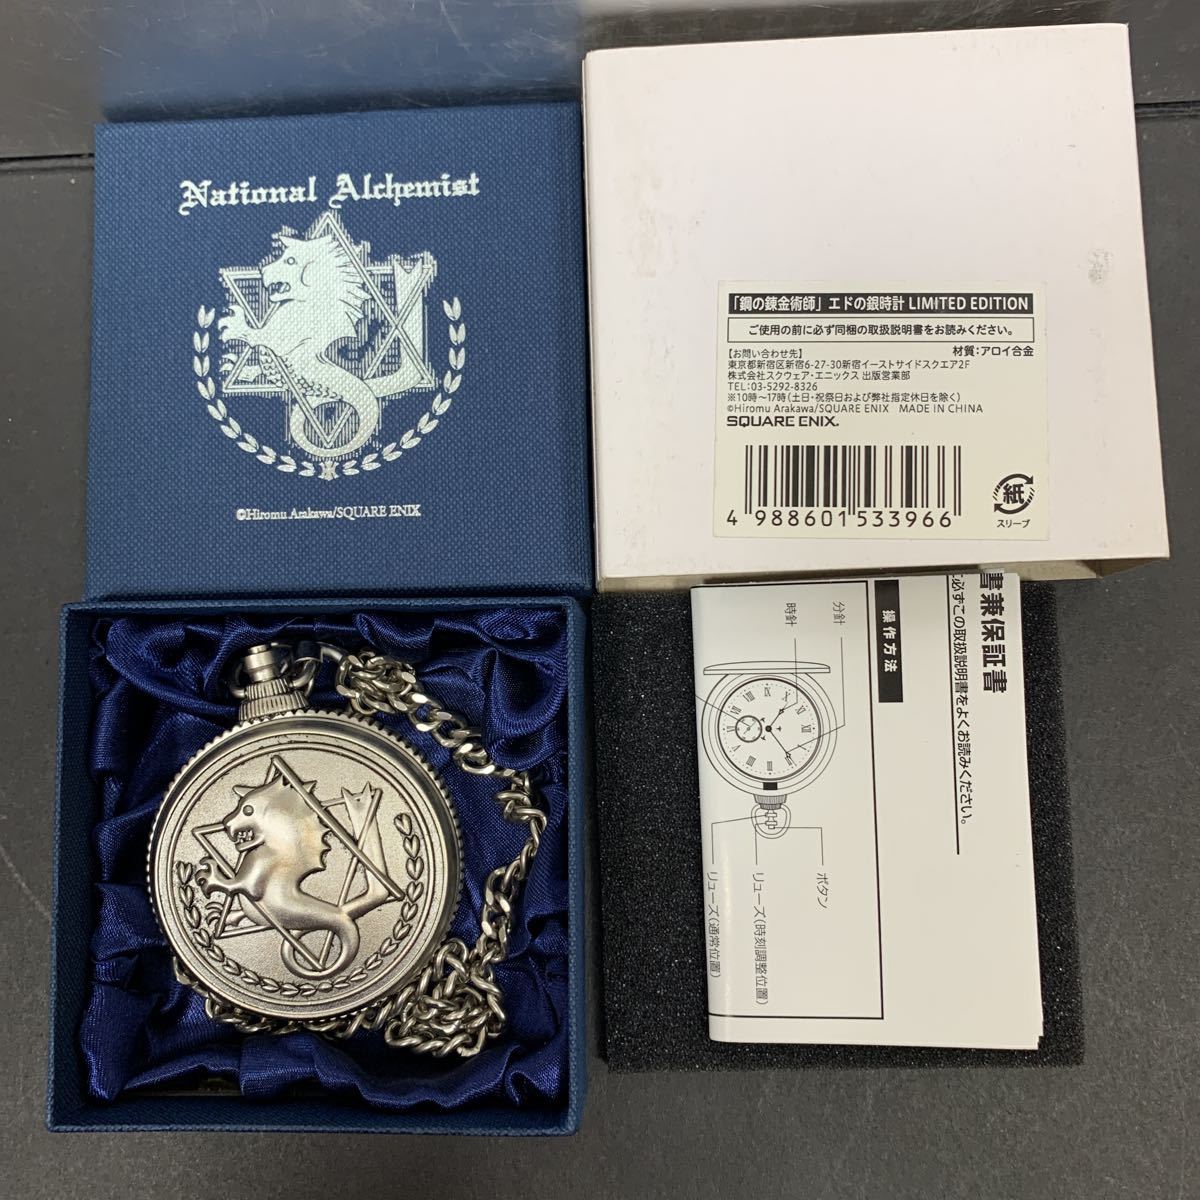 National Alchemist
©Hiromu Arakawa/SQUARE ENIX
「鋼の錬金術師」エドの銀時計 LIMITED EDITION
ご使用の前に必ず同梱の取扱説明書をお読みください。
【お問い合わせ先】 材質:アロイ合金
東京都新宿区新宿6-27-30新宿イーストサイドスクエア2F
株式会社スクウェア・エニックス 出版営業部
TEL:03-5292-8326
※10時〜17時(土日・祝祭日および弊社指定休日を除く)
©Hiromu Arakawa/SQUARE ENIX MADE IN CHINA
SQUARE ENIX.
4 988601 533966
紙
スリーブ
書兼保証書
必ずこの取扱説明書をよくお読みください。
操作方法
分針
時針
ボタン
リューズ(時刻調整位置)
リューズ(通常位置)